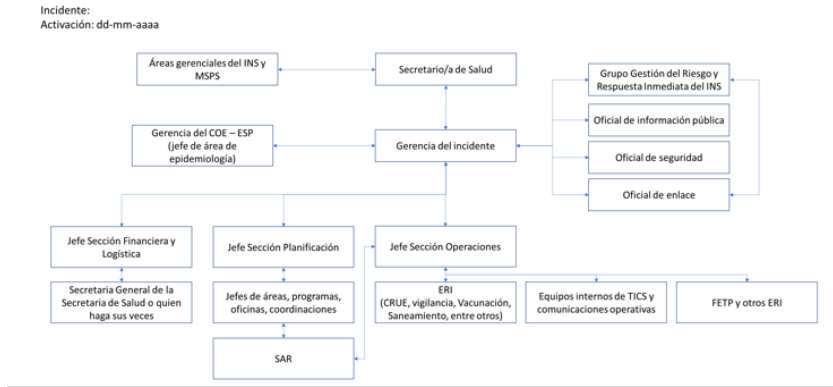 Incidente:
Activación: dd-mm-aaaa
Áreas gerenciales del INS y
MSPS
Secretario/a de Salud
Grupo Gestión del Riesgo y
Respuesta Inmediata del INS
Oficial de información pública
Gerencia del COE – ESP
(jefe de área de
epidemiología)
Gerencia del incidente
Oficial de seguridad
Oficial de enlace
Jefe Sección Financiera y
Logística
Jefe Sección Planificación
Jefe Sección Operaciones
Secretaria General de la
Secretaria de Salud o quien
haga sus veces
Jefes de áreas, programas,
oficinas, coordinaciones
ERI
(CRUE, vigilancia, Vacunación,
Saneamiento, entre otros)
Equipos internos de TICS y
comunicaciones operativas
FETP y otros ERI
SAR